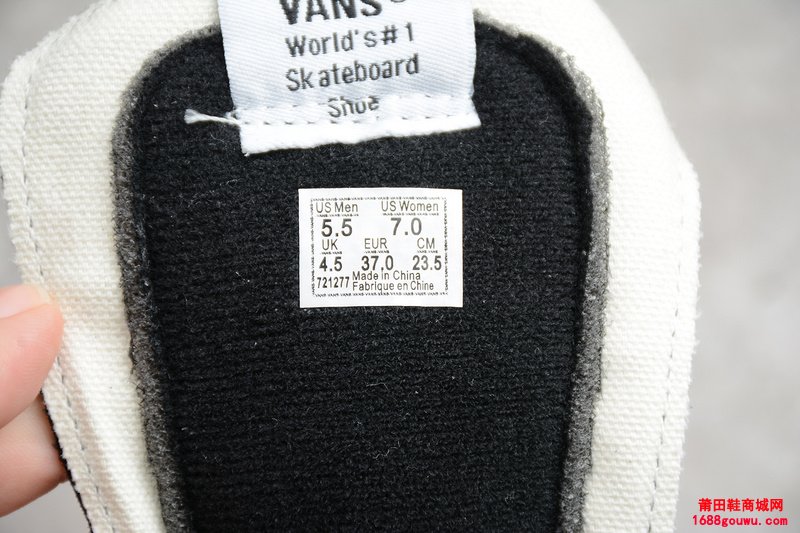 VANS®
World's#1
Skateboard
Shoe
US Men US Women
5.5 7.0
UK EUR CM
4.5 37,0 23.5
721277 Made in China
Fabrique en Chine
莆田鞋商城网
1688gouwu.com